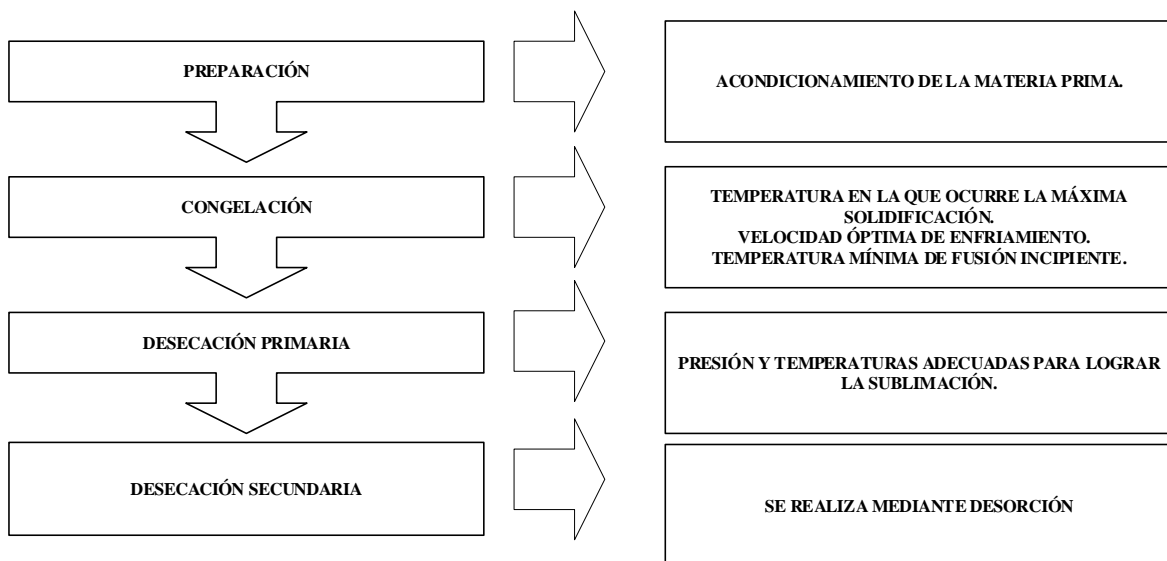 PREPARACIÓN
ACONDICIONAMIENTO DE LA MATERIA PRIMA.
CONGELACIÓN
TEMPERATURA EN LA QUE OCURRE LA MÁXIMA
SOLIDIFICACIÓN.
VELOCIDAD ÓPTIMA DE ENFRIAMIENTO.
TEMPERATURA MÍNIMA DE FUSIÓN INCIPIENTE.
DESECACIÓN PRIMARIA
PRESIÓN Y TEMPERATURAS ADECUADAS PARA LOGRAR
LA SUBLIMACIÓN.
DESECACIÓN SECUNDARIA
SE REALIZA MEDIANTE DESORCIÓN